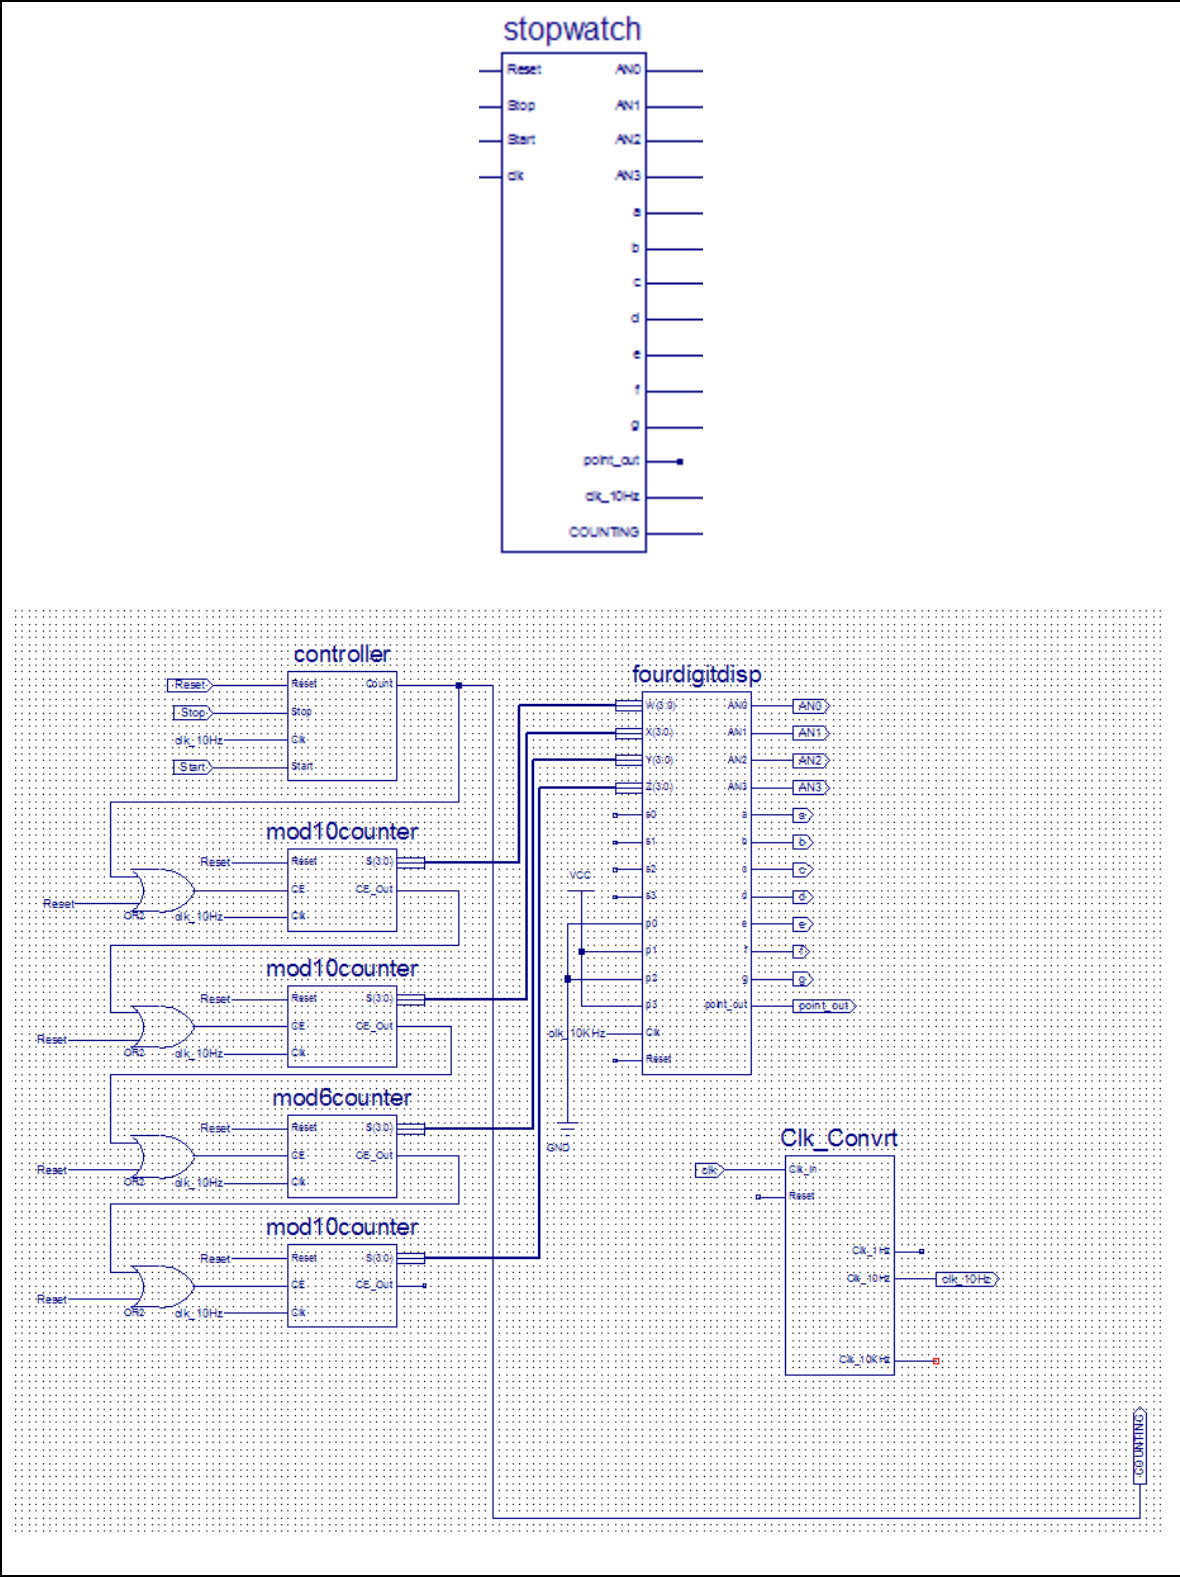 stopwatch
Reset AN0
Stop AN1
Start AN2
clk AN3
a
b
c
d
e
f
g
point_out
clk_10Hz
COUNTING
controller
Reset Reset Count
Stop Stop
clk_10Hz Clk
Start Start
mod10counter
Reset Reset S(3:0)
CE CE_Out
Reset
OR2 clk_10Hz Clk
mod10counter
Reset Reset S(3:0)
CE CE_Out
Reset
OR2 clk_10Hz Clk
mod6counter
Reset Reset S(3:0)
CE CE_Out
Reset
OR2 clk_10Hz Clk
mod10counter
Reset Reset S(3:0)
CE CE_Out
Reset
OR2 clk_10Hz Clk
fourdigitdisp
W(3:0) AN0 AN0
X(3:0) AN1 AN1
Y(3:0) AN2 AN2
Z(3:0) AN3 AN3
s0 a a
s1 b b
s2 c c
VCC
s3 d d
p0 e e
p1 f f
p2 g g
p3 point_out point_out
clk_10KHz Clk
Reset
GND
Clk_Convrt
clk Clk_In
Reset
Clk_1Hz
Clk_10Hz clk_10Hz
Clk_10KHz
COUNTING